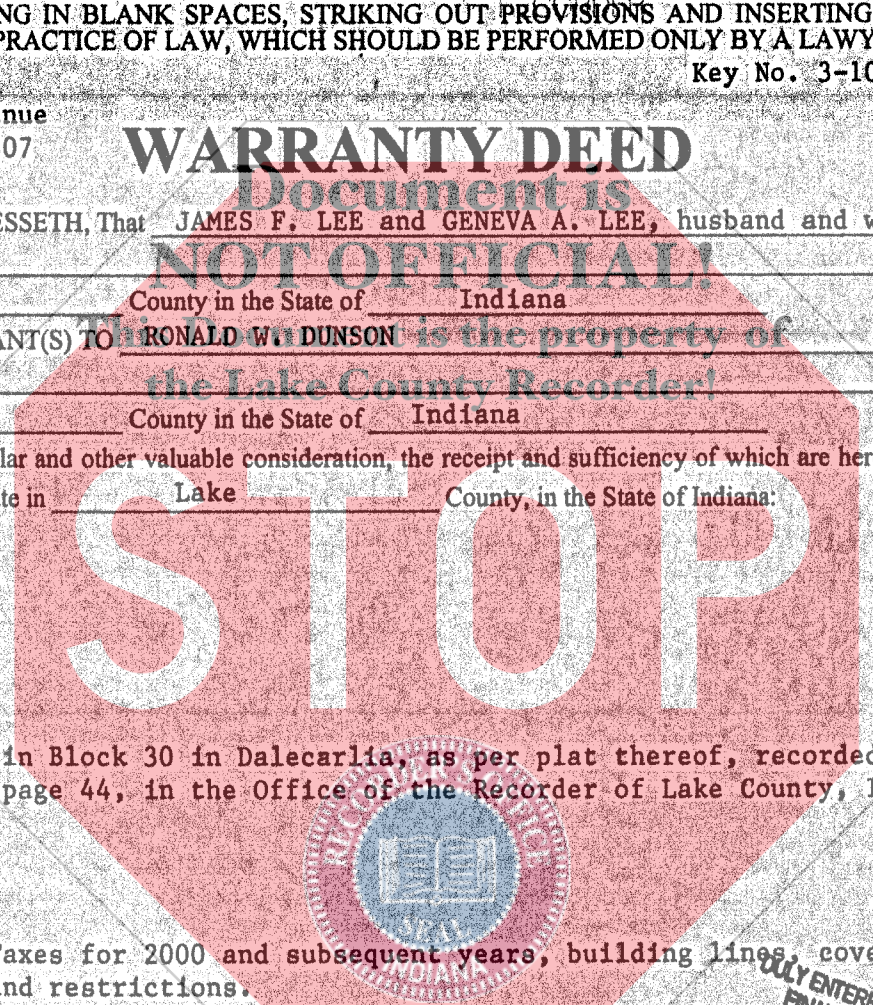 NG IN BLANK SPACES, STRIKING OUT PROVISIONS AND INSERTING
PRACTICE OF LAW, WHICH SHOULD BE PERFORMED ONLY BY A LAWY
Key No. 3-10
nue
07
WARRANTY DEED
Document is
ESSETH, That JAMES F. LEE and GENEVA A. LEE, husband and w
NOT OFFICIAL!
County in the State of Indiana
ANT(S) TO RONALD W. DUNSON
This Document is the property of
the Lake County Recorder!
County in the State of Indiana
lar and other valuable consideration, the receipt and sufficiency of which are her
te in Lake County, in the State of Indiana:
STOP
in Block 30 in Dalecarlia, as per plat thereof, recorded
page 44, in the Office of the Recorder of Lake County, I
RECORDER'S OFFICE
SEAL
INDIANA
Taxes for 2000 and subsequent years, building lines, cove
nd restrictions.
DULY ENTER